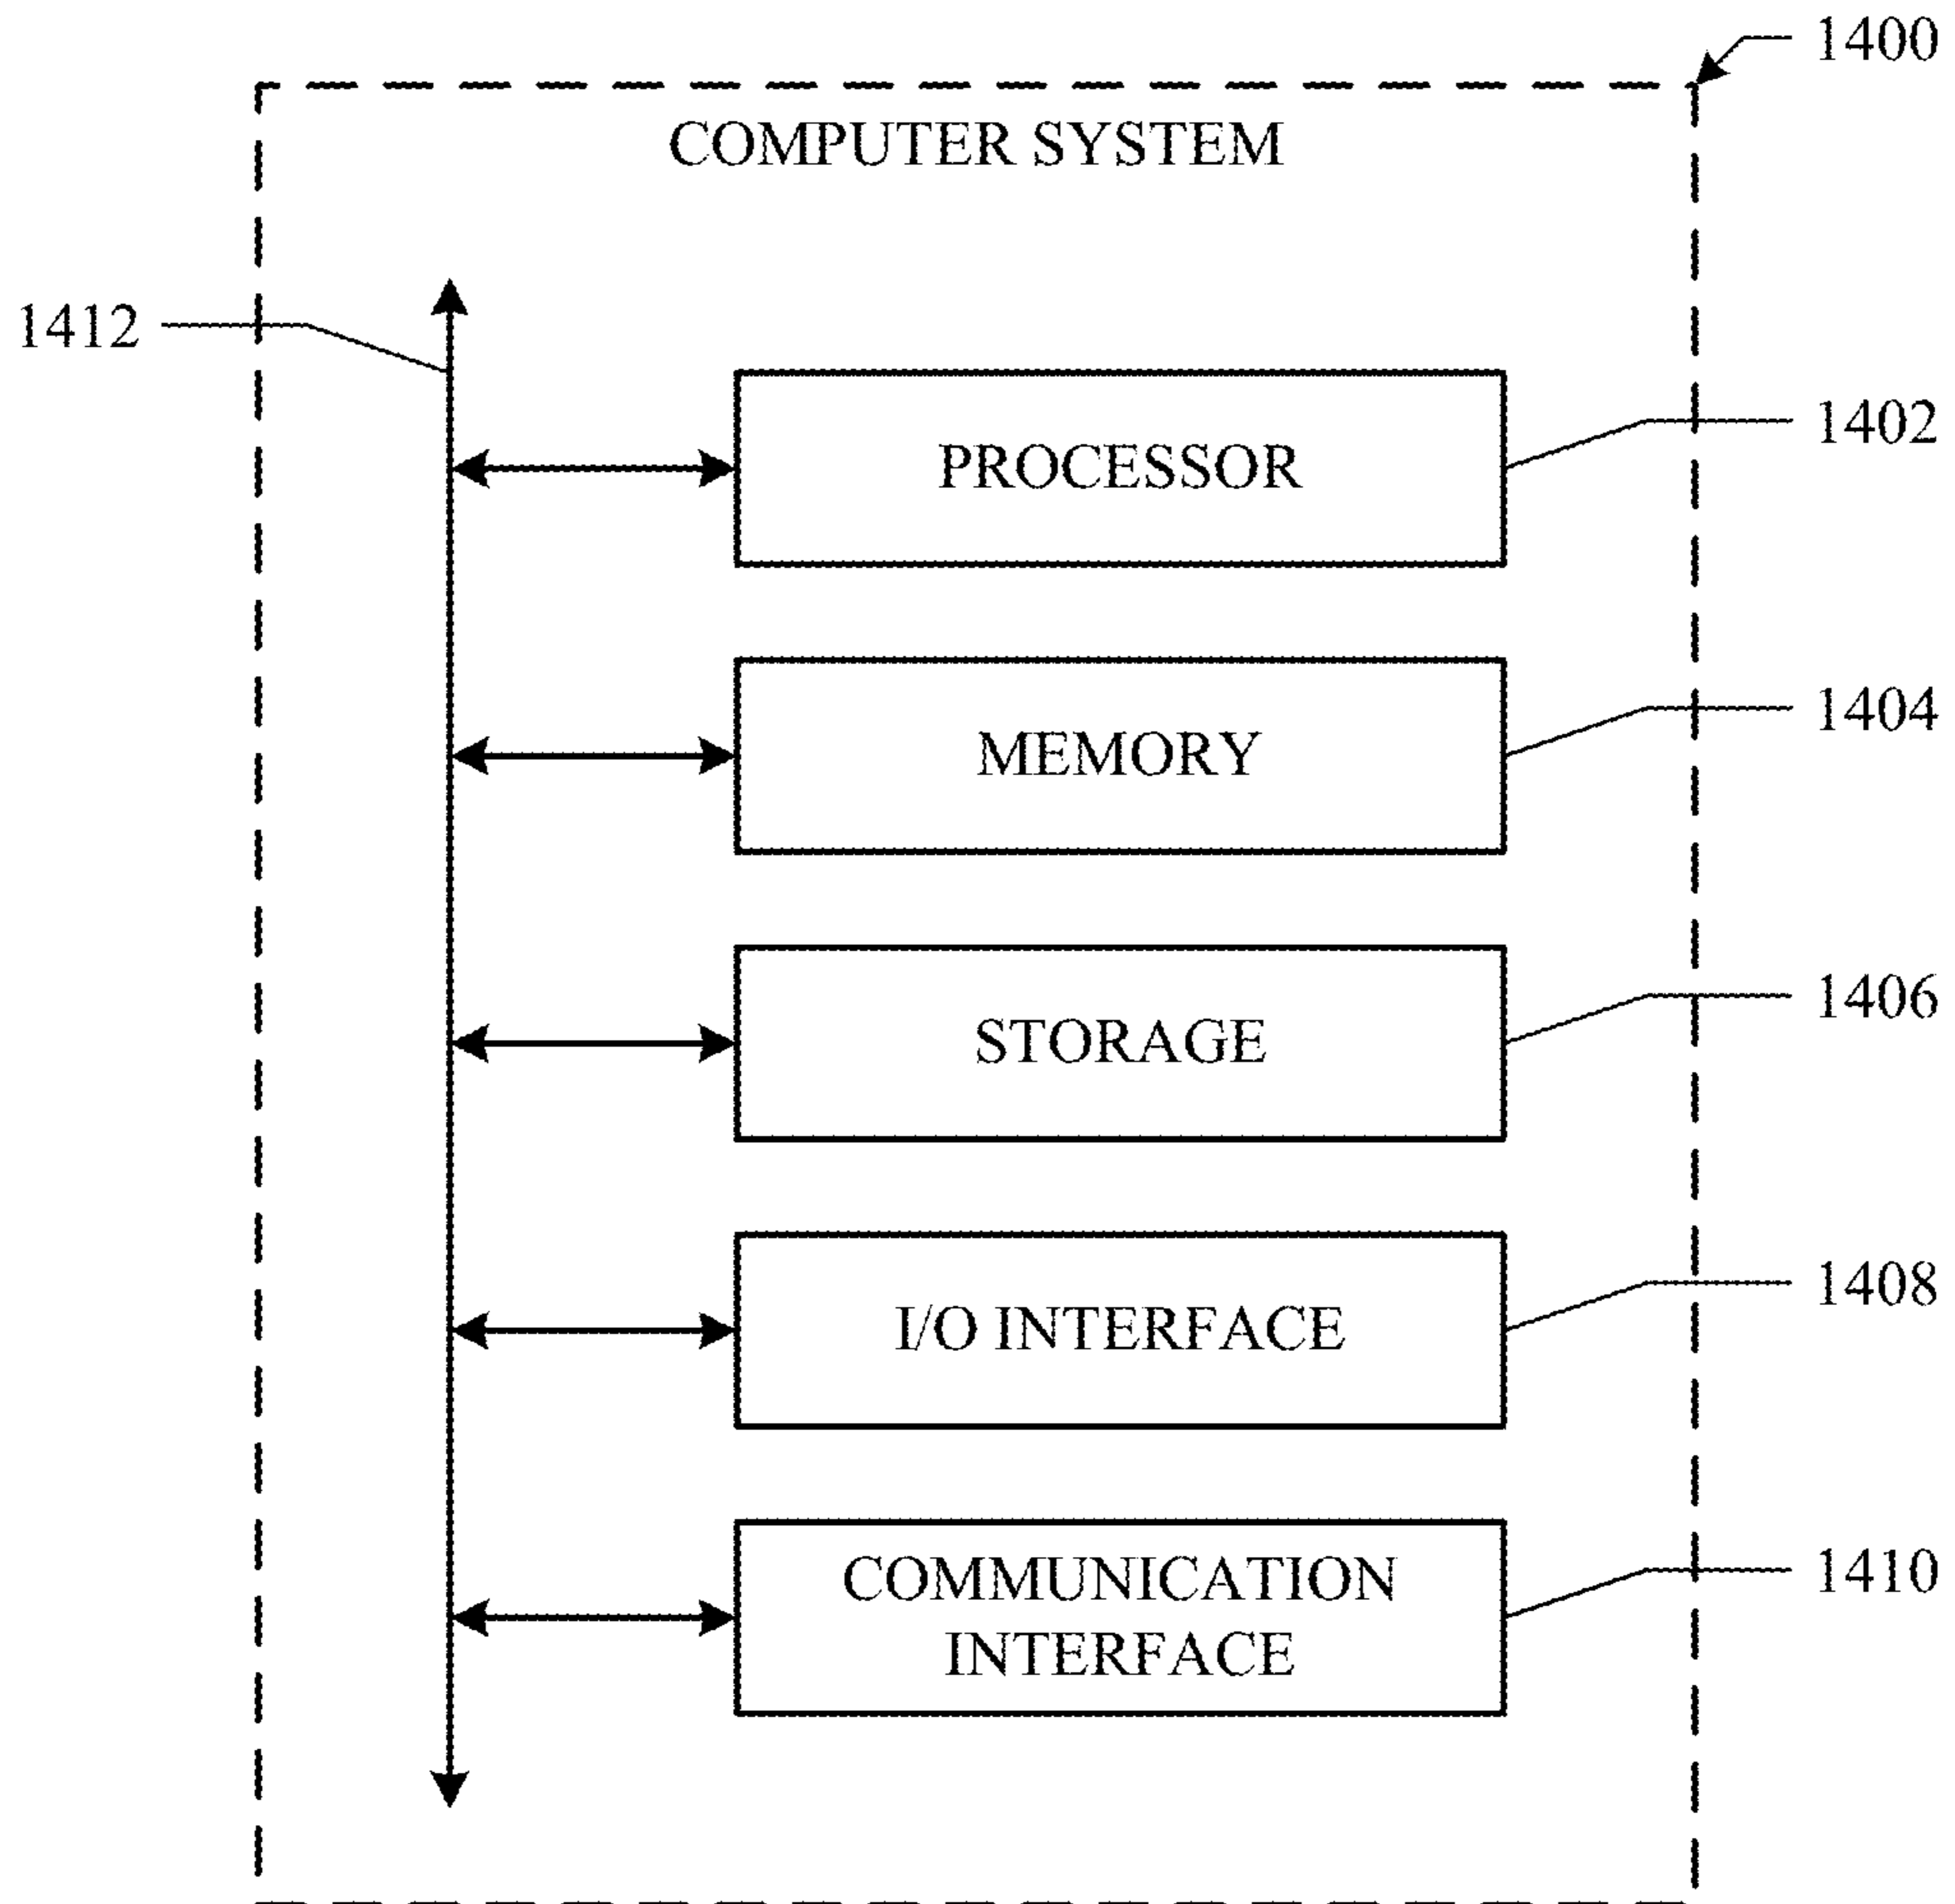 1400
COMPUTER SYSTEM
1412
1402
PROCESSOR
1404
MEMORY
1406
STORAGE
1408
I/O INTERFACE
1410
COMMUNICATION
INTERFACE